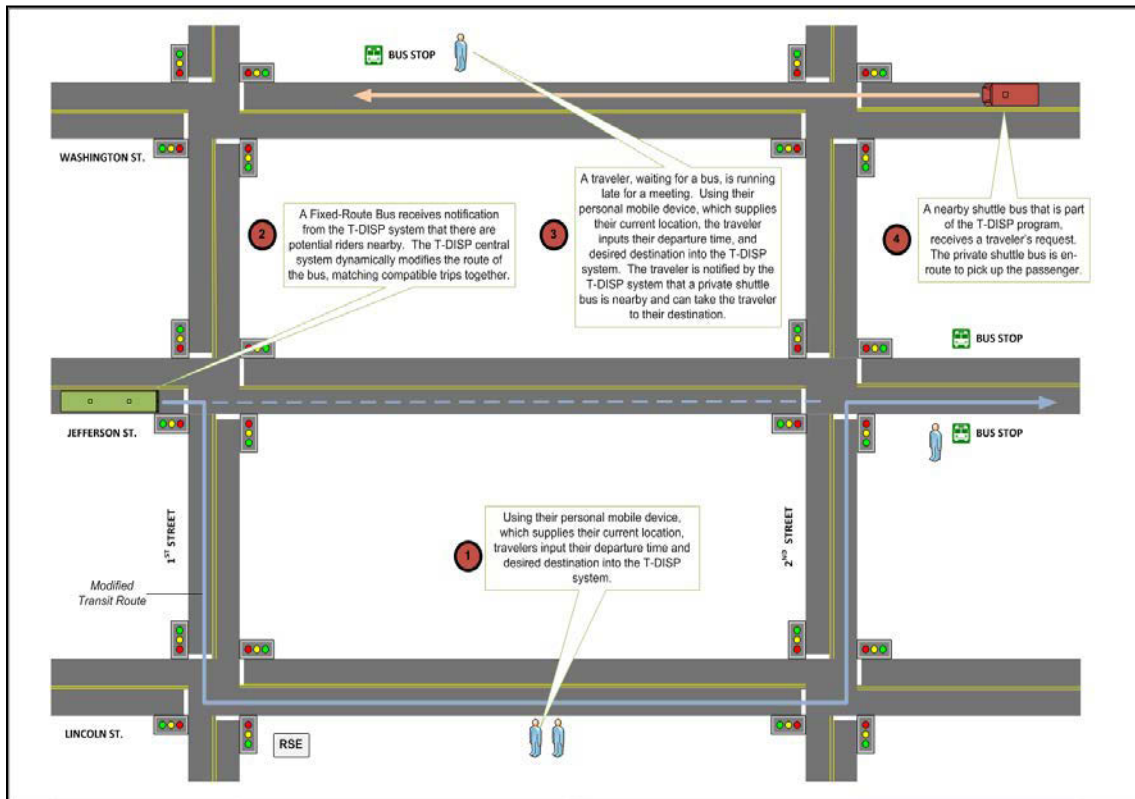 BUS STOP
WASHINGTON ST.
2
A Fixed-Route Bus receives notification
from the T-DISP system that there are
potential riders nearby. The T-DISP central
system dynamically modifies the route of
the bus, matching compatible trips together.
3
A traveler, waiting for a bus, is running
late for a meeting. Using their
personal mobile device, which supplies
their current location, the traveler
inputs their departure time, and
desired destination into the T-DISP
system. The traveler is notified by the
T-DISP system that a private shuttle
bus is nearby and can take the traveler
to their destination.
4
A nearby shuttle bus that is part
of the T-DISP program,
receives a traveler's request.
The private shuttle bus is en-
route to pick up the passenger.
BUS STOP
JEFFERSON ST.
BUS STOP
1
Using their personal mobile device,
which supplies their current location,
travelers input their departure time and
desired destination into the T-DISP
system.
1ST STREET
2ND STREET
Modified
Transit Route
LINCOLN ST.
RSE